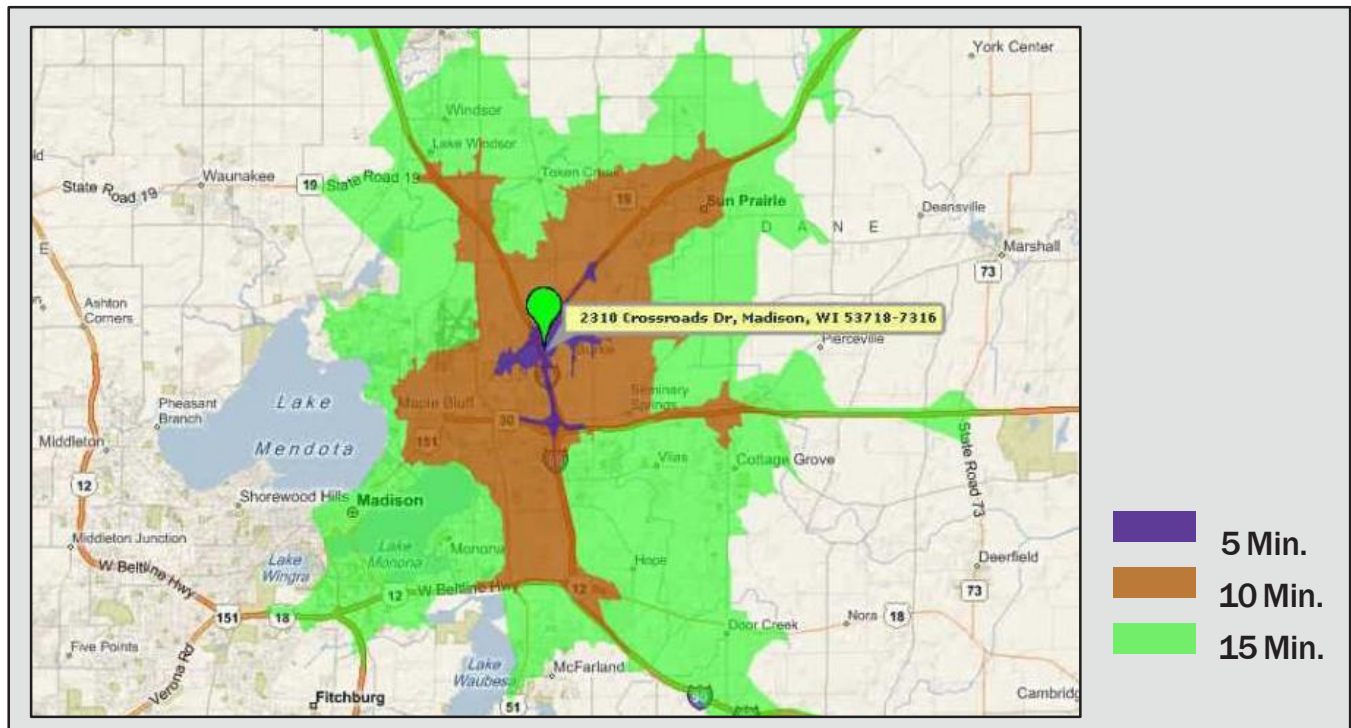 York Center
Windsor
Lake Windsor
Waunakee
State Road 19
19
State Road 19
Token Creek
19
Sun Prairie
Deansville
D A N E
Marshall
73
E
Ashton
Corners
2310 Crossroads Dr, Madison, WI 53718-7316
Burke
Pierceville
Lake
Mendota
Maple Bluff
Seminary
Springs
30
151
Pheasant
Branch
Middleton
12
Shorewood Hills
Madison
Vilas
Cottage Grove
State Road 73
Middleton Junction
Lake
Monona
Monona
Lake
Wingra
Hope
Deerfield
W Beltline Hwy
12
W Beltline Hwy
12
73
151
18
Door Creek
Nora
18
Five Points
Verona Rd
Lake
Waubesa
McFarland
Fitchburg
51
Cambridg
5 Min.
10 Min.
15 Min.